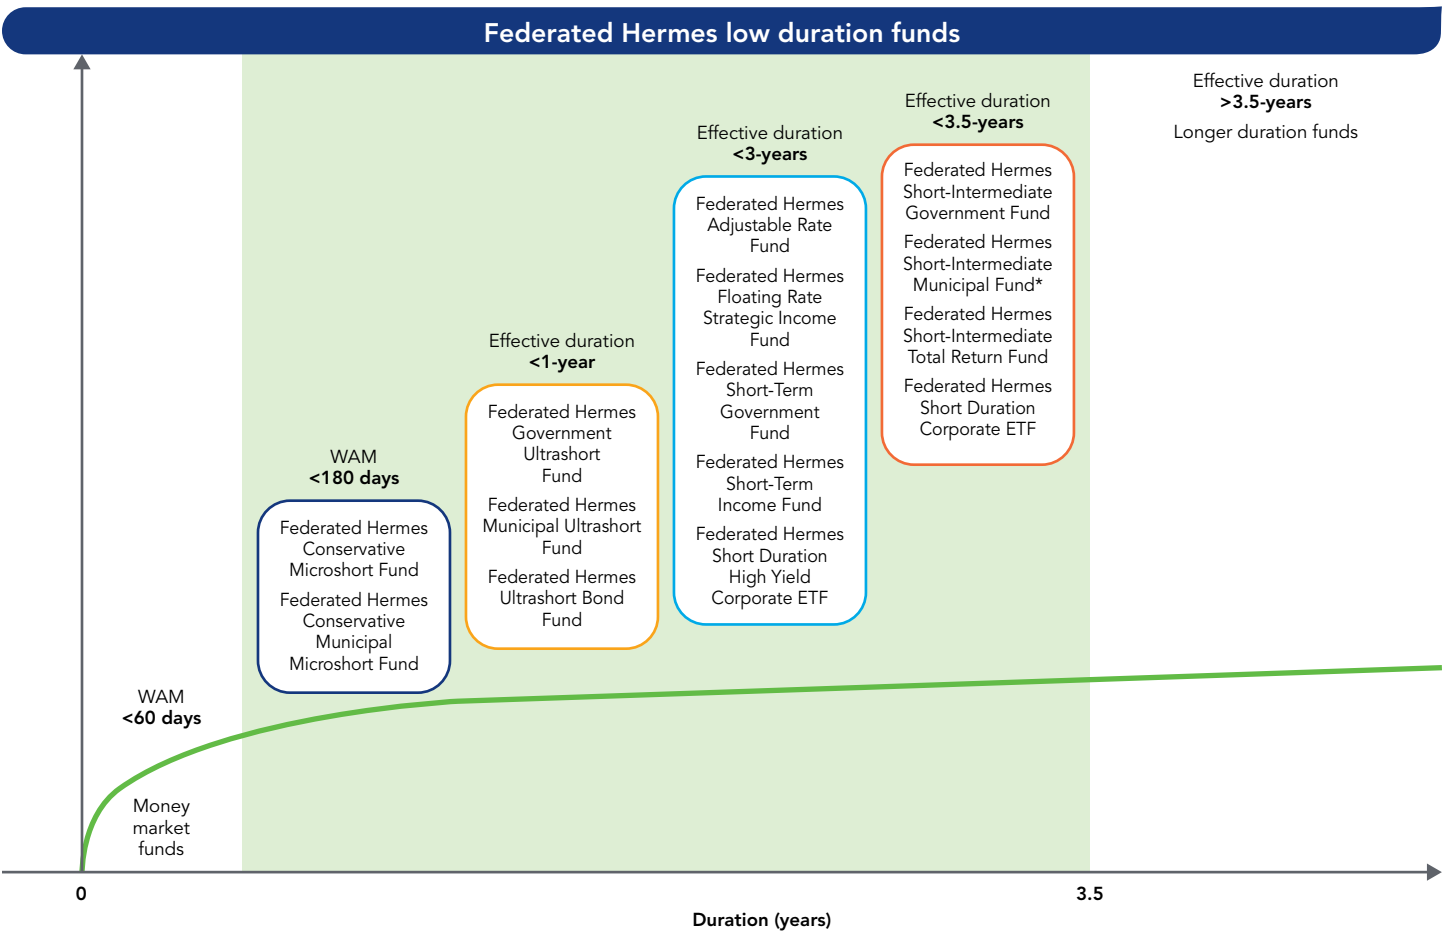 Federated Hermes low duration funds
WAM
<60 days
Money
market
funds
WAM
<180 days
Federated Hermes
Conservative
Microshort Fund
Federated Hermes
Conservative
Municipal
Microshort Fund
Effective duration
<1-year
Federated Hermes
Government
Ultrashort
Fund
Federated Hermes
Municipal Ultrashort
Fund
Federated Hermes
Ultrashort Bond
Fund
Effective duration
<3-years
Federated Hermes
Adjustable Rate
Fund
Federated Hermes
Floating Rate
Strategic Income
Fund
Federated Hermes
Short-Term
Government
Fund
Federated Hermes
Short-Term
Income Fund
Federated Hermes
Short Duration
High Yield
Corporate ETF
Effective duration
<3.5-years
Federated Hermes
Short-Intermediate
Government Fund
Federated Hermes
Short-Intermediate
Municipal Fund*
Federated Hermes
Short-Intermediate
Total Return Fund
Federated Hermes
Short Duration
Corporate ETF
Effective duration
>3.5-years
Longer duration funds
0
3.5
Duration (years)